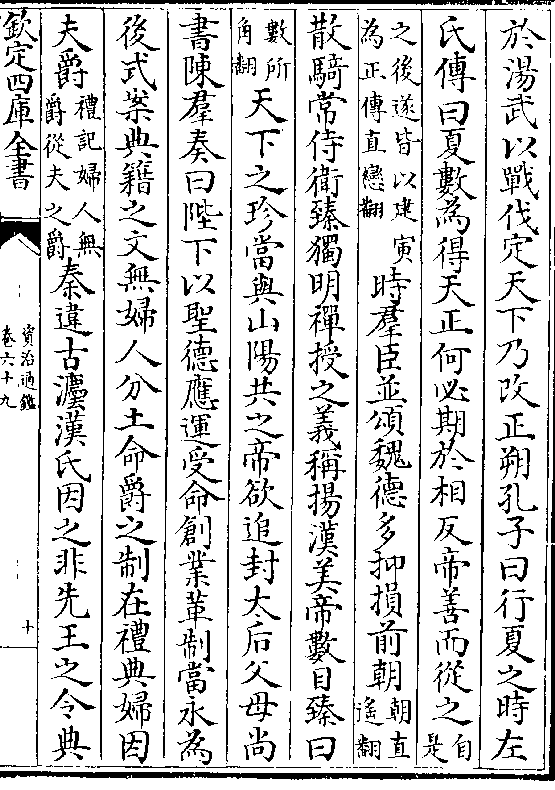 於湯武以戰伐定天下乃改正朔孔子曰行夏之時左
氏傳曰夏數為得天正何必期於相反帝善而從之自是
之後遂皆以建寅為正傳直戀翻時羣臣並頌魏德多抑損前朝朝直遙翻
散騎常侍衛臻獨明禪授之義稱揚漢美帝數目臻曰
數所角翻天下之珍當與山陽共之帝欲追封太后父母尚
書陳羣奏曰陛下以聖德應運受命創業革制當永為
後式案典籍之文無婦人分土命爵之制在禮典婦因
夫爵禮記婦人無爵從夫之爵秦違古灋漢氏因之非先王之令典
欽定四庫全書
資治通鑑
卷六十九
十